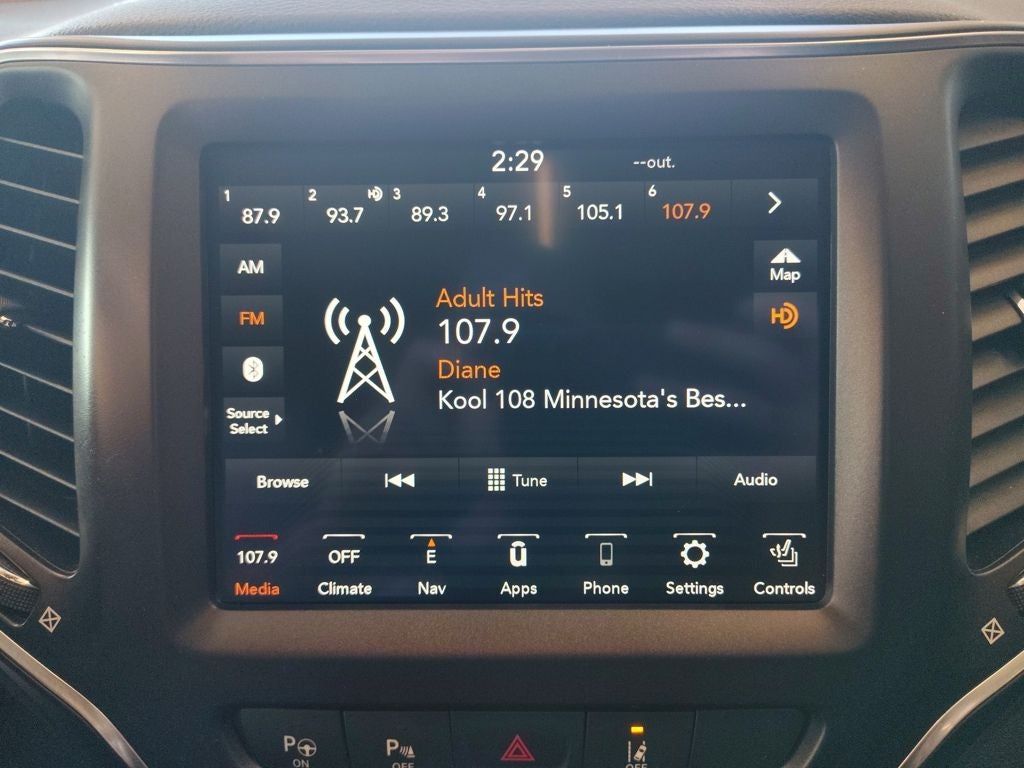 2:29 --out.
1 2 HD 3 4 5 6
87.9 93.7 89.3 97.1 105.1 107.9
AM
Map
FM
HD
Source
Select
Adult Hits
107.9
Diane
Kool 108 Minnesota's Bes...
Browse Tune Audio
107.9 OFF E u
Media Climate Nav Apps Phone Settings Controls
P P
ON OFF OFF